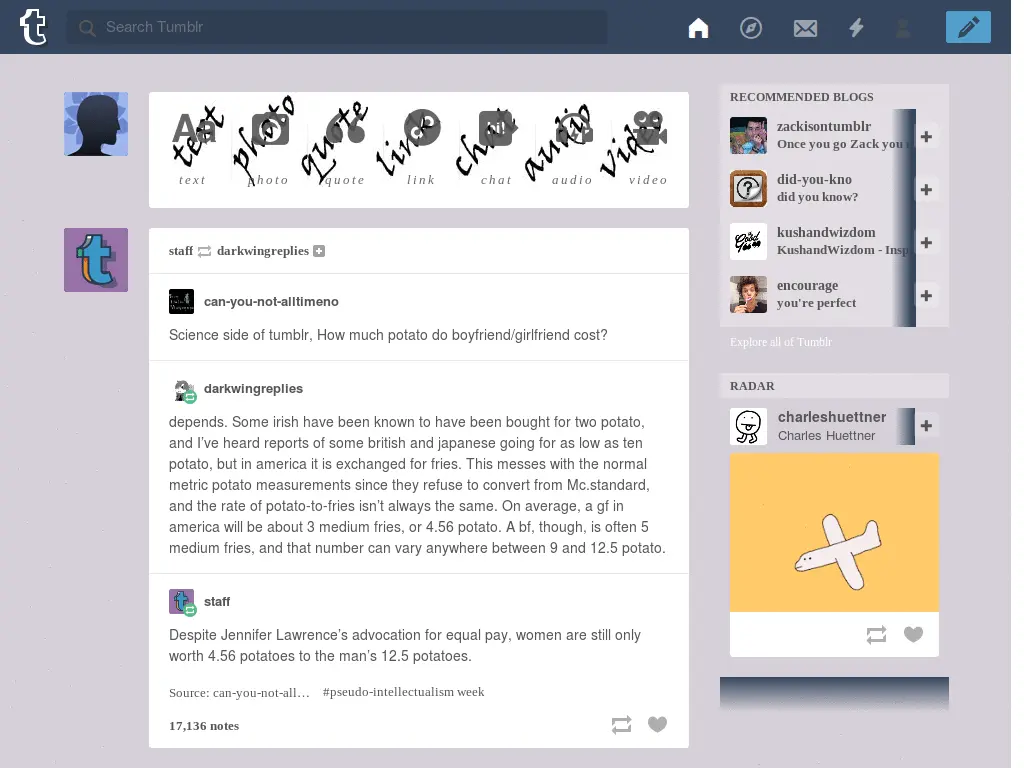 Search Tumblr
Aa
hi!
text photo quote link chat audio video
text photo quote link chat audio video
staff darkwingreplies
can-you-not-alltimeno
Science side of tumblr, How much potato do boyfriend/girlfriend cost?
darkwingreplies
depends. Some irish have been known to have been bought for two potato,
and I’ve heard reports of some british and japanese going for as low as ten
potato, but in america it is exchanged for fries. This messes with the normal
metric potato measurements since they refuse to convert from Mc.standard,
and the rate of potato-to-fries isn’t always the same. On average, a gf in
america will be about 3 medium fries, or 4.56 potato. A bf, though, is often 5
medium fries, and that number can vary anywhere between 9 and 12.5 potato.
staff
Despite Jennifer Lawrence’s advocation for equal pay, women are still only
worth 4.56 potatoes to the man’s 12.5 potatoes.
Source: can-you-not-all… #pseudo-intellectualism week
17,136 notes
RECOMMENDED BLOGS
zackisontumblr
Once you go Zack you
did-you-kno
did you know?
kushandwizdom
KushandWizdom - Insp
encourage
you're perfect
Explore all of Tumblr
RADAR
charleshuettner
Charles Huettner